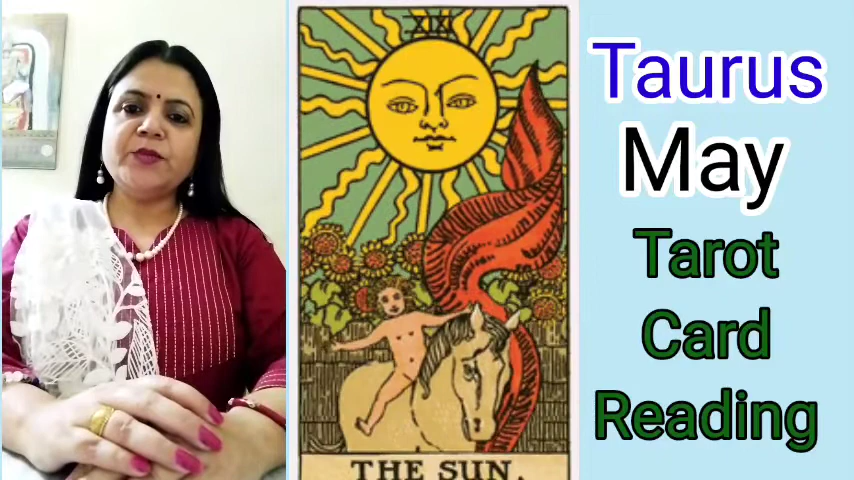 XIX
THE SUN.
Taurus
May
Tarot
Card
Reading